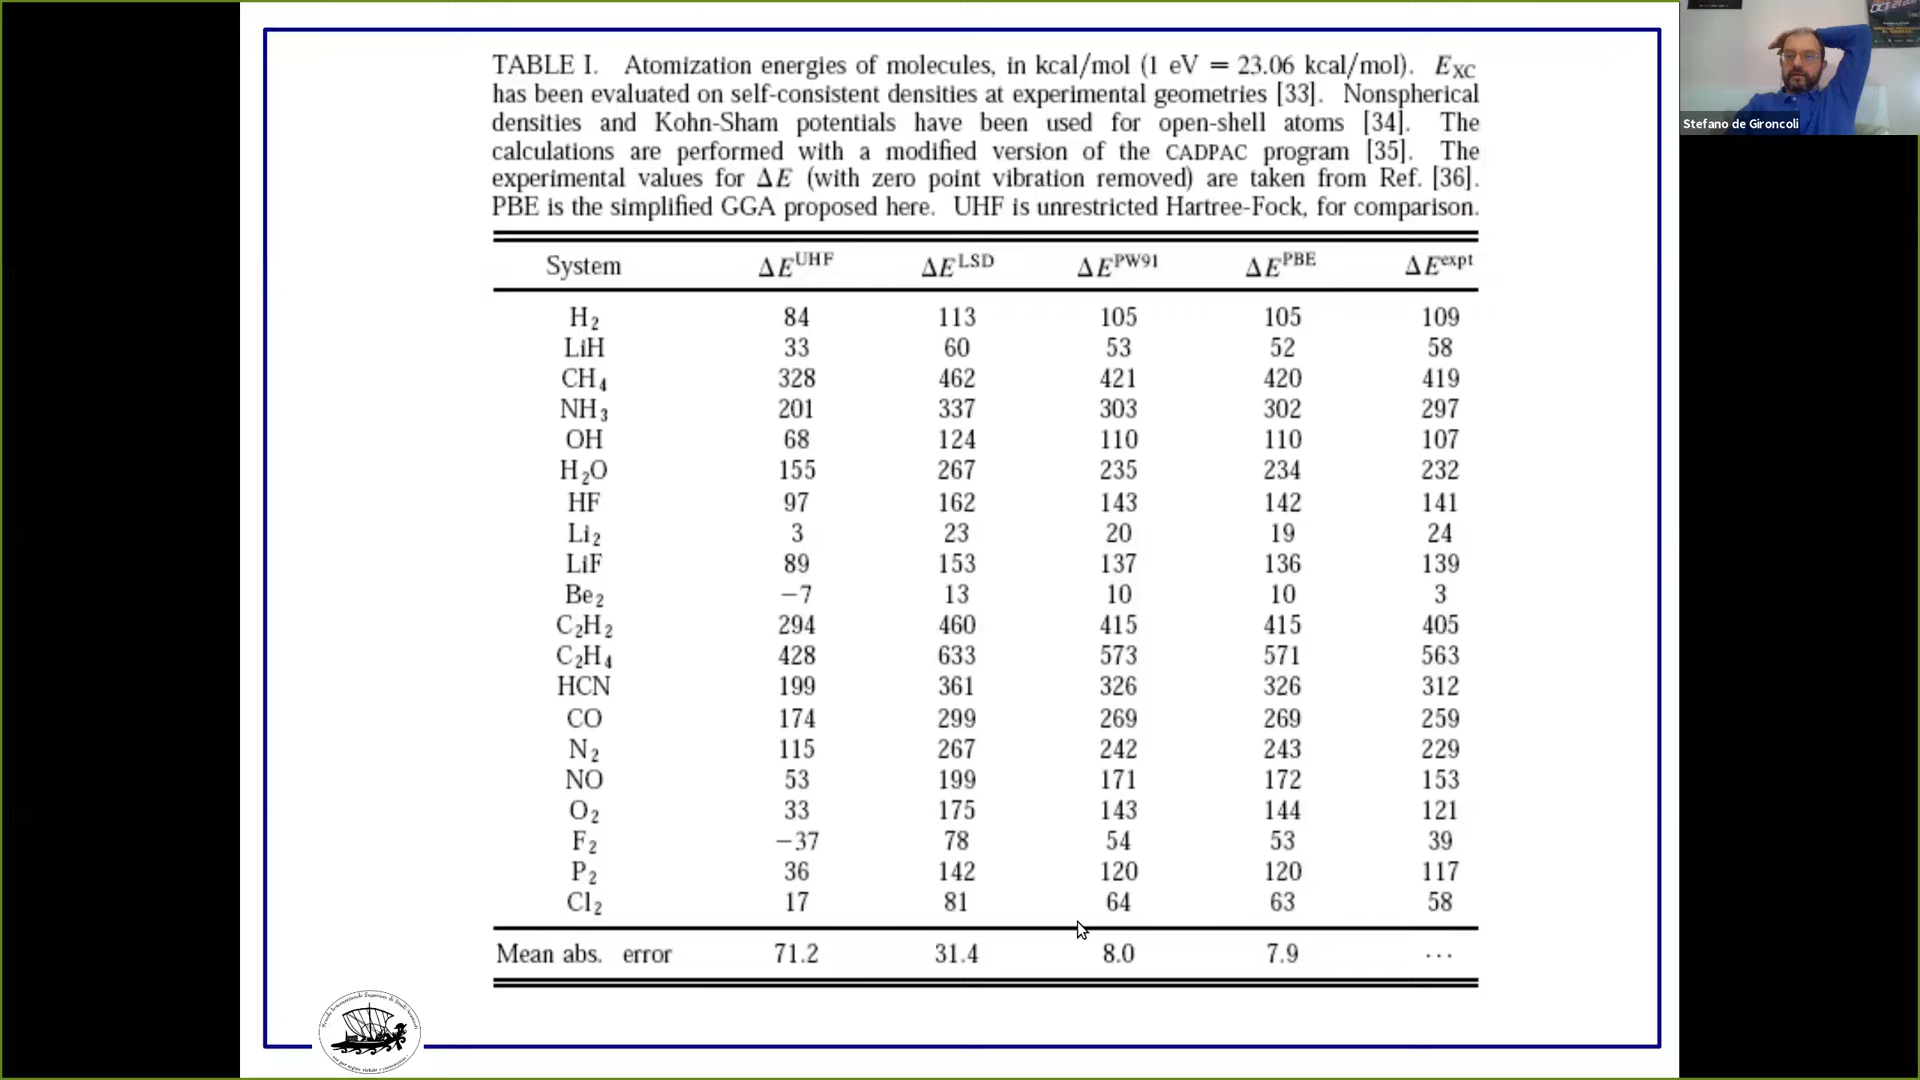 TABLE I. Atomization energies of molecules, in kcal/mol (1 eV = 23.06 kcal/mol). E_XC
has been evaluated on self-consistent densities at experimental geometries [33]. Nonspherical
densities and Kohn-Sham potentials have been used for open-shell atoms [34]. The
calculations are performed with a modified version of the CADPAC program [35]. The
experimental values for ΔE (with zero point vibration removed) are taken from Ref. [36].
PBE is the simplified GGA proposed here. UHF is unrestricted Hartree-Fock, for comparison.
System ΔE^UHF ΔE^LSD ΔE^PW91 ΔE^PBE ΔE^expt
H₂ 84 113 105 105 109
LiH 33 60 53 52 58
CH₄ 328 462 421 420 419
NH₃ 201 337 303 302 297
OH 68 124 110 110 107
H₂O 155 267 235 234 232
HF 97 162 143 142 141
Li₂ 3 23 20 19 24
LiF 89 153 137 136 139
Be₂ −7 13 10 10 3
C₂H₂ 294 460 415 415 405
C₂H₄ 428 633 573 571 563
HCN 199 361 326 326 312
CO 174 299 269 269 259
N₂ 115 267 242 243 229
NO 53 199 171 172 153
O₂ 33 175 143 144 121
F₂ −37 78 54 53 39
P₂ 36 142 120 120 117
Cl₂ 17 81 64 63 58
Mean abs. error 71.2 31.4 8.0 7.9 ...
Stefano de Gironcoli